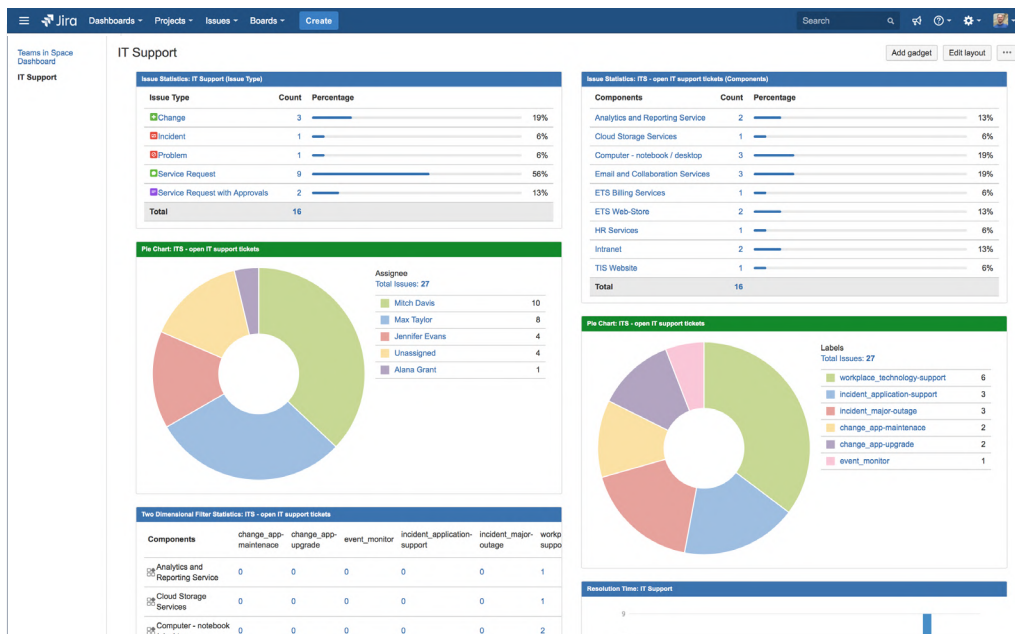 Jira Dashboards Projects Issues Boards Create Search
Teams in Space
Dashboard
IT Support
IT Support
Add gadget Edit layout ...
Issue Statistics: IT Support (Issue Type)
Issue Type Count Percentage
Change 3 19%
Incident 1 6%
Problem 1 6%
Service Request 9 56%
Service Request with Approvals 2 13%
Total 16
Pie Chart: ITS - open IT support tickets
Assignee
Total Issues: 27
Mitch Davis 10
Max Taylor 8
Jennifer Evans 4
Unassigned 4
Alana Grant 1
Two Dimensional Filter Statistics: ITS - open IT support tickets
Components change_app-maintenace change_app-upgrade event_monitor incident_application-support incident_major-outage workp suppo
Analytics and Reporting Service 0 0 0 0 0 1
Cloud Storage Services 0 0 0 0 0 1
Computer - notebook 0 0 0 0 0 2
Issue Statistics: ITS - open IT support tickets (Components)
Components Count Percentage
Analytics and Reporting Service 2 13%
Cloud Storage Services 1 6%
Computer - notebook / desktop 3 19%
Email and Collaboration Services 3 19%
ETS Billing Services 1 6%
ETS Web-Store 2 13%
HR Services 1 6%
Intranet 2 13%
TIS Website 1 6%
Total 16
Pie Chart: ITS - open IT support tickets
Labels
Total Issues: 27
workplace_technology-support 6
incident_application-support 3
incident_major-outage 3
change_app-maintenace 2
change_app-upgrade 2
event_monitor 1
Resolution Time: IT Support
9